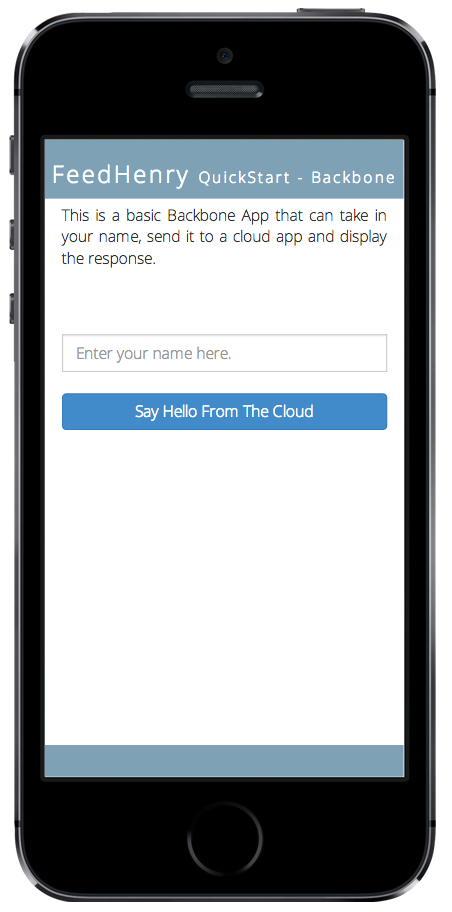 FeedHenry QuickStart - Backbone
This is a basic Backbone App that can take in
your name, send it to a cloud app and display
the response.
Enter your name here.
Say Hello From The Cloud